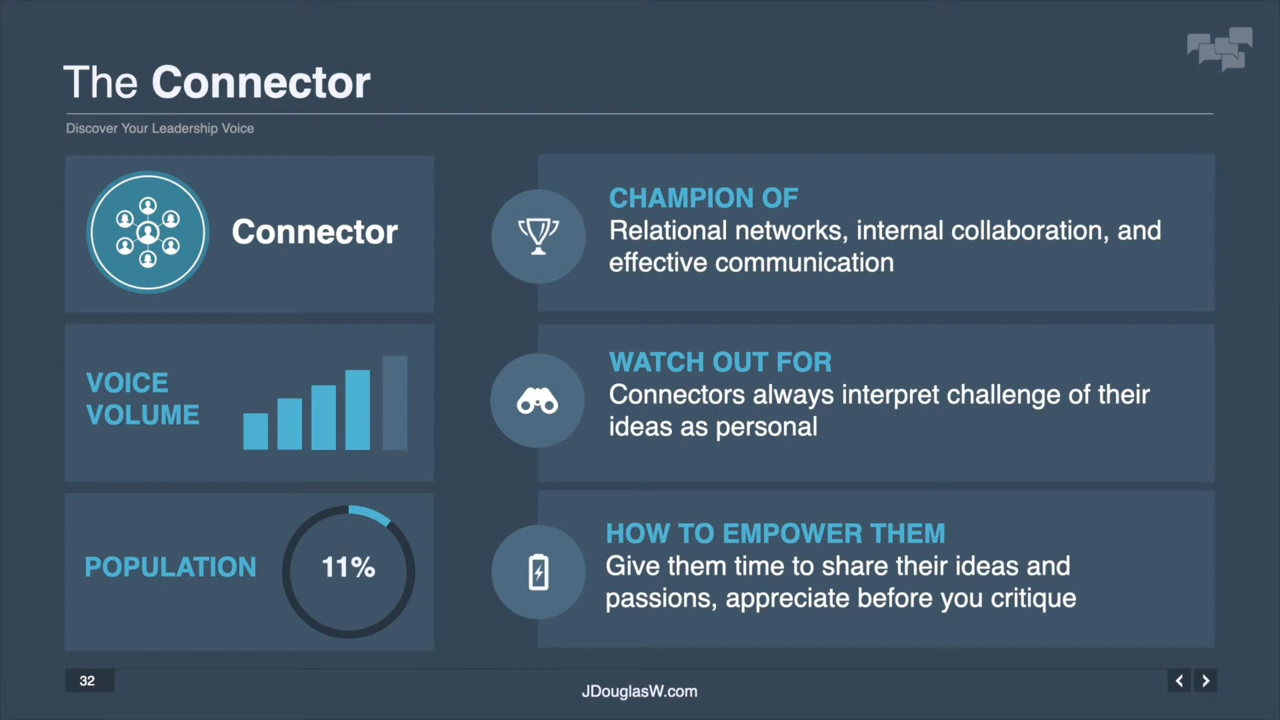 The Connector
Discover Your Leadership Voice
Connector
VOICE
VOLUME
POPULATION
11%
CHAMPION OF
Relational networks, internal collaboration, and
effective communication
WATCH OUT FOR
Connectors always interpret challenge of their
ideas as personal
HOW TO EMPOWER THEM
Give them time to share their ideas and
passions, appreciate before you critique
32
JDouglasW.com